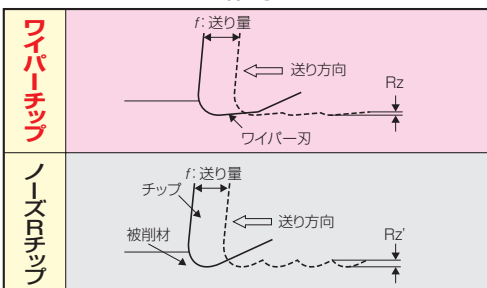 ワイパーチップ
f: 送り量
送り方向
Rz
ワイパー刃
ノーズRチップ
f: 送り量
チップ
送り方向
被削材
Rz'